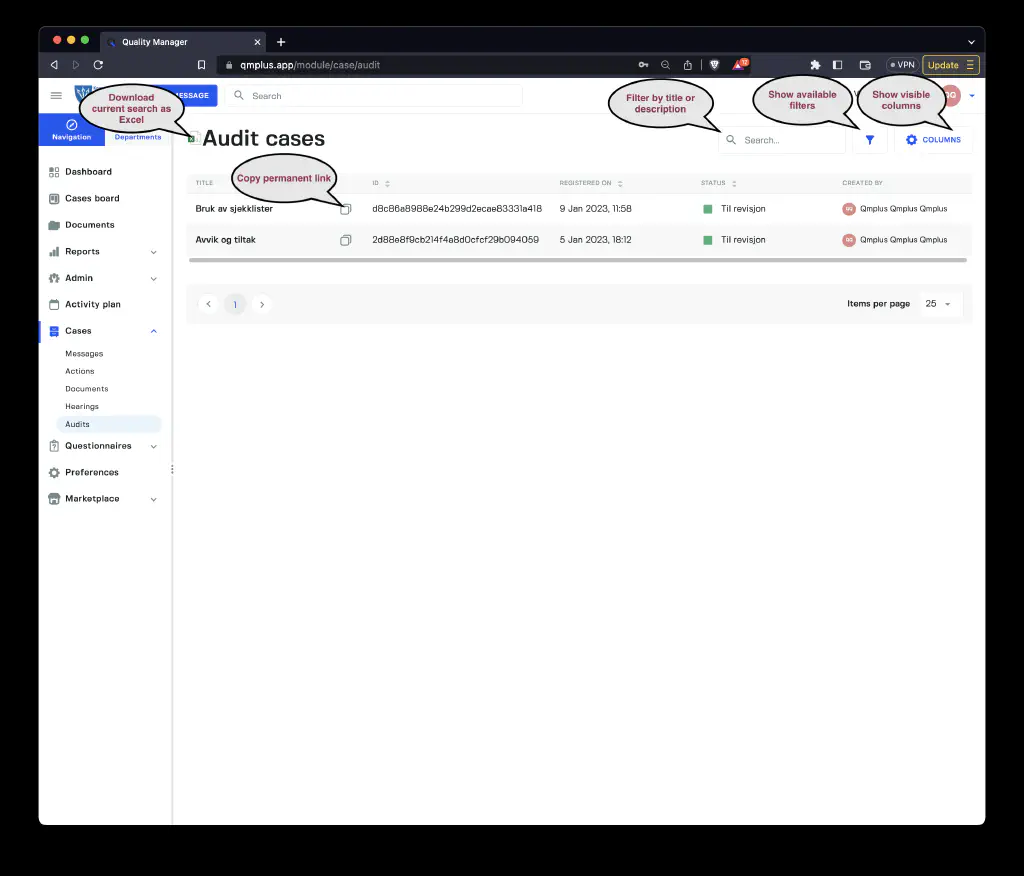 Quality Manager
qmplus.app/module/case/audit
12
VPN
Update
Download
current search as
Excel
ESSAGE
Search
Filter by title or
description
Show available
filters
Show visible
columns
Navigation
Departments
Audit cases
Search...
COLUMNS
Copy permanent link
TITLE
ID
REGISTERED ON
STATUS
CREATED BY
Bruk av sjekklister
d8c86a8988e24b299d2ecae83331a418
9 Jan 2023, 11:58
Til revisjon
QQ
Qmplus Qmplus Qmplus
Avvik og tiltak
2d88e8f9cb214f4a8d0cfcf29b094059
5 Jan 2023, 18:12
Til revisjon
QQ
Qmplus Qmplus Qmplus
1
Items per page
25
Dashboard
Cases board
Documents
Reports
Admin
Activity plan
Cases
Messages
Actions
Documents
Hearings
Audits
Questionnaires
Preferences
Marketplace